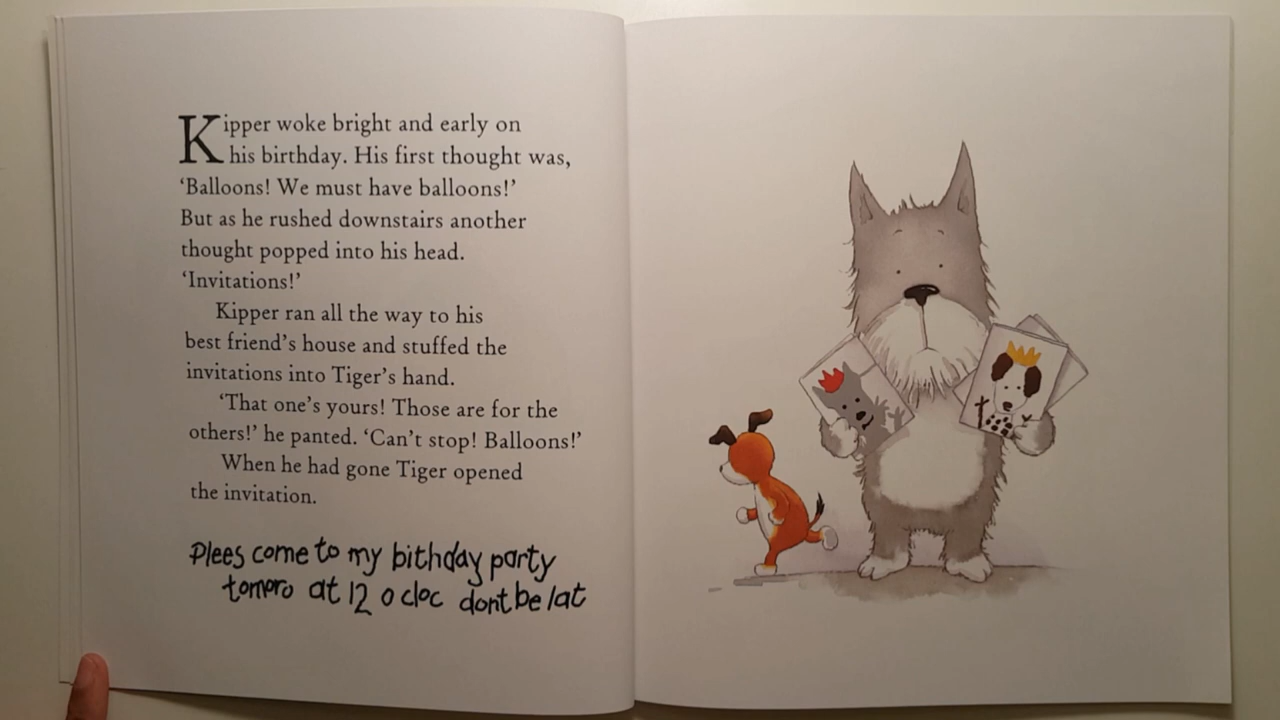 Kipper woke bright and early on
his birthday. His first thought was,
‘Balloons! We must have balloons!’
But as he rushed downstairs another
thought popped into his head.
‘Invitations!’
Kipper ran all the way to his
best friend’s house and stuffed the
invitations into Tiger’s hand.
‘That one’s yours! Those are for the
others!’ he panted. ‘Can’t stop! Balloons!’
When he had gone Tiger opened
the invitation.
Plees come to my bithday party
tomoro at 12 o cloc dont be lat